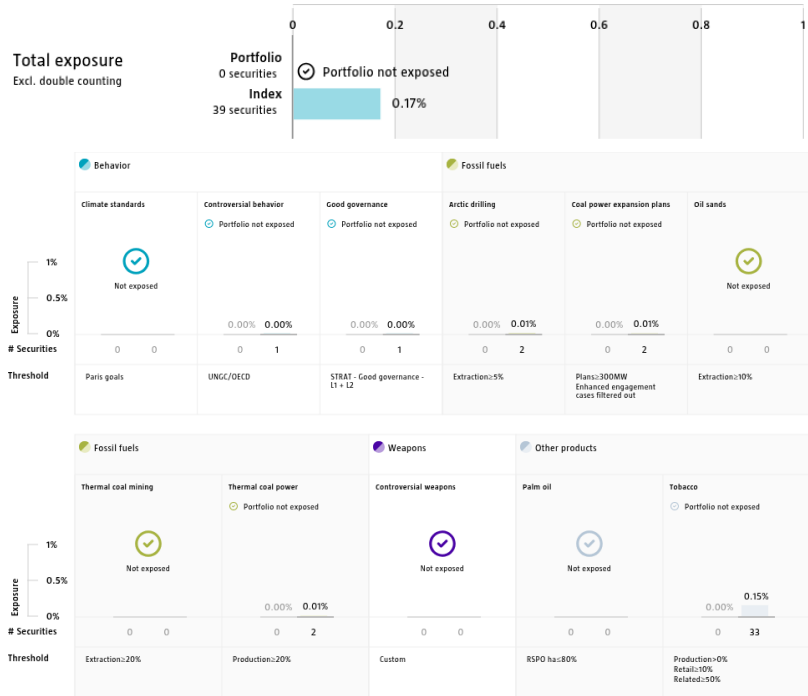 0 0.2 0.4 0.6 0.8 1
Total exposure
Excl. double counting
Portfolio
0 securities
Portfolio not exposed
Index
39 securities
0.17%
Behavior
Fossil fuels
Climate standards
Controversial behavior
Good governance
Arctic drilling
Coal power expansion plans
Oil sands
Portfolio not exposed
Portfolio not exposed
Portfolio not exposed
Portfolio not exposed
Not exposed
Not exposed
Exposure
1%
0.5%
0%
0.00% 0.00%
0.00% 0.00%
0.00% 0.01%
0.00% 0.01%
# Securities
0 0
0 1
0 1
0 2
0 2
0 0
Threshold
Paris goals
UNGC/OECD
STRAT - Good governance -
L1 + L2
Extraction≥5%
Plans≥300MW
Enhanced engagement
cases filtered out
Extraction≥10%
Fossil fuels
Weapons
Other products
Thermal coal mining
Thermal coal power
Controversial weapons
Palm oil
Tobacco
Portfolio not exposed
Portfolio not exposed
Not exposed
Not exposed
Not exposed
Exposure
1%
0.5%
0%
0.00% 0.01%
0.00% 0.15%
# Securities
0 0
0 2
0 0
0 0
0 33
Threshold
Extraction≥20%
Production≥20%
Custom
RSPO ha≤80%
Production>0%
Retail≥10%
Related≥50%